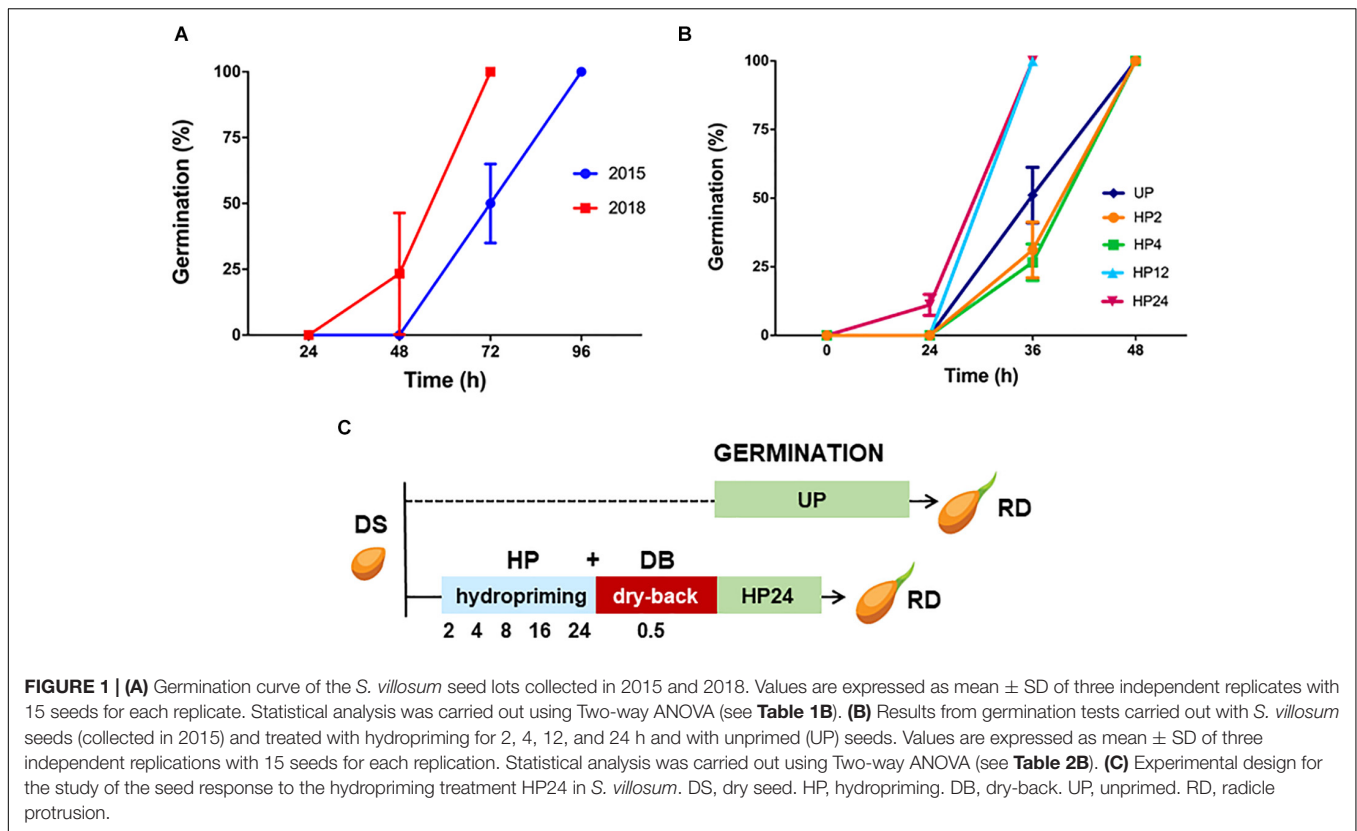 A
Germination (%)
100
75
50
25
0
24 48 72 96
Time (h)
2015
2018
B
Germination (%)
100
75
50
25
0
0 24 36 48
Time (h)
UP
HP2
HP4
HP12
HP24
C
GERMINATION
UP
RD
DS
HP + DB
hydropriming dry-back HP24
RD
2 4 8 16 24 0.5
FIGURE 1 | (A) Germination curve of the S. villosum seed lots collected in 2015 and 2018. Values are expressed as mean ± SD of three independent replicates with
15 seeds for each replicate. Statistical analysis was carried out using Two-way ANOVA (see Table 1B). (B) Results from germination tests carried out with S. villosum
seeds (collected in 2015) and treated with hydropriming for 2, 4, 12, and 24 h and with unprimed (UP) seeds. Values are expressed as mean ± SD of three
independent replications with 15 seeds for each replication. Statistical analysis was carried out using Two-way ANOVA (see Table 2B). (C) Experimental design for
the study of the seed response to the hydropriming treatment HP24 in S. villosum. DS, dry seed. HP, hydropriming. DB, dry-back. UP, unprimed. RD, radicle
protrusion.